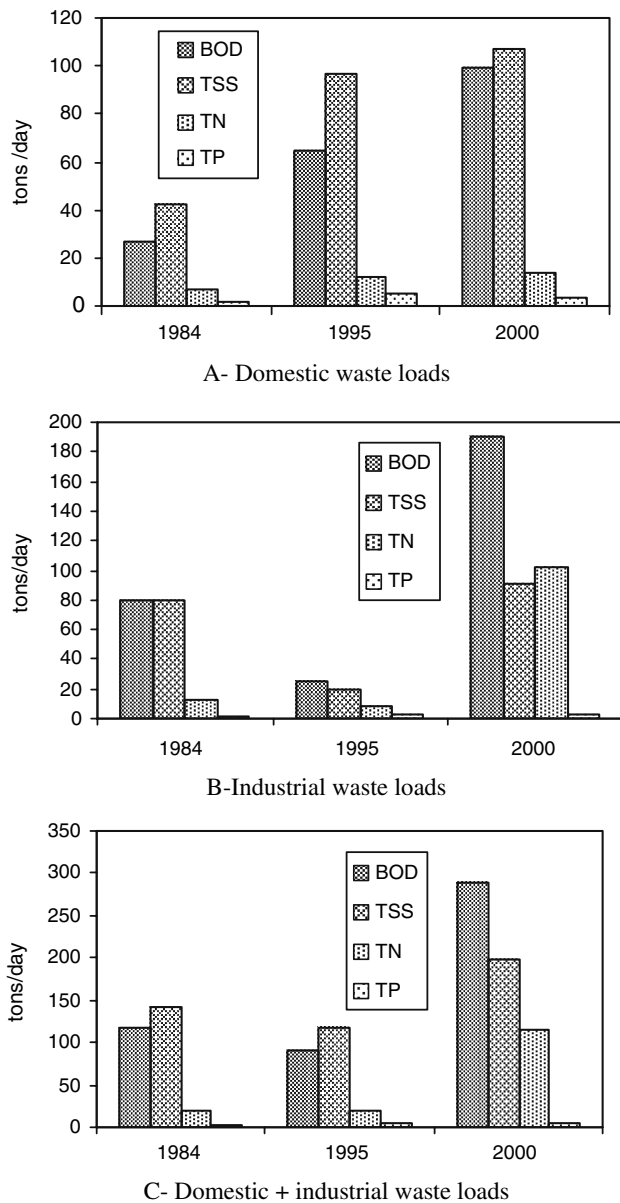 120
100
80
60
40
20
0
tons /day
BOD
TSS
TN
TP
1984 1995 2000
A- Domestic waste loads
200
180
160
140
120
100
80
60
40
20
0
tons/day
BOD
TSS
TN
TP
1984 1995 2000
B-Industrial waste loads
350
300
250
200
150
100
50
0
tons/day
BOD
TSS
TN
TP
1984 1995 2000
C- Domestic + industrial waste loads